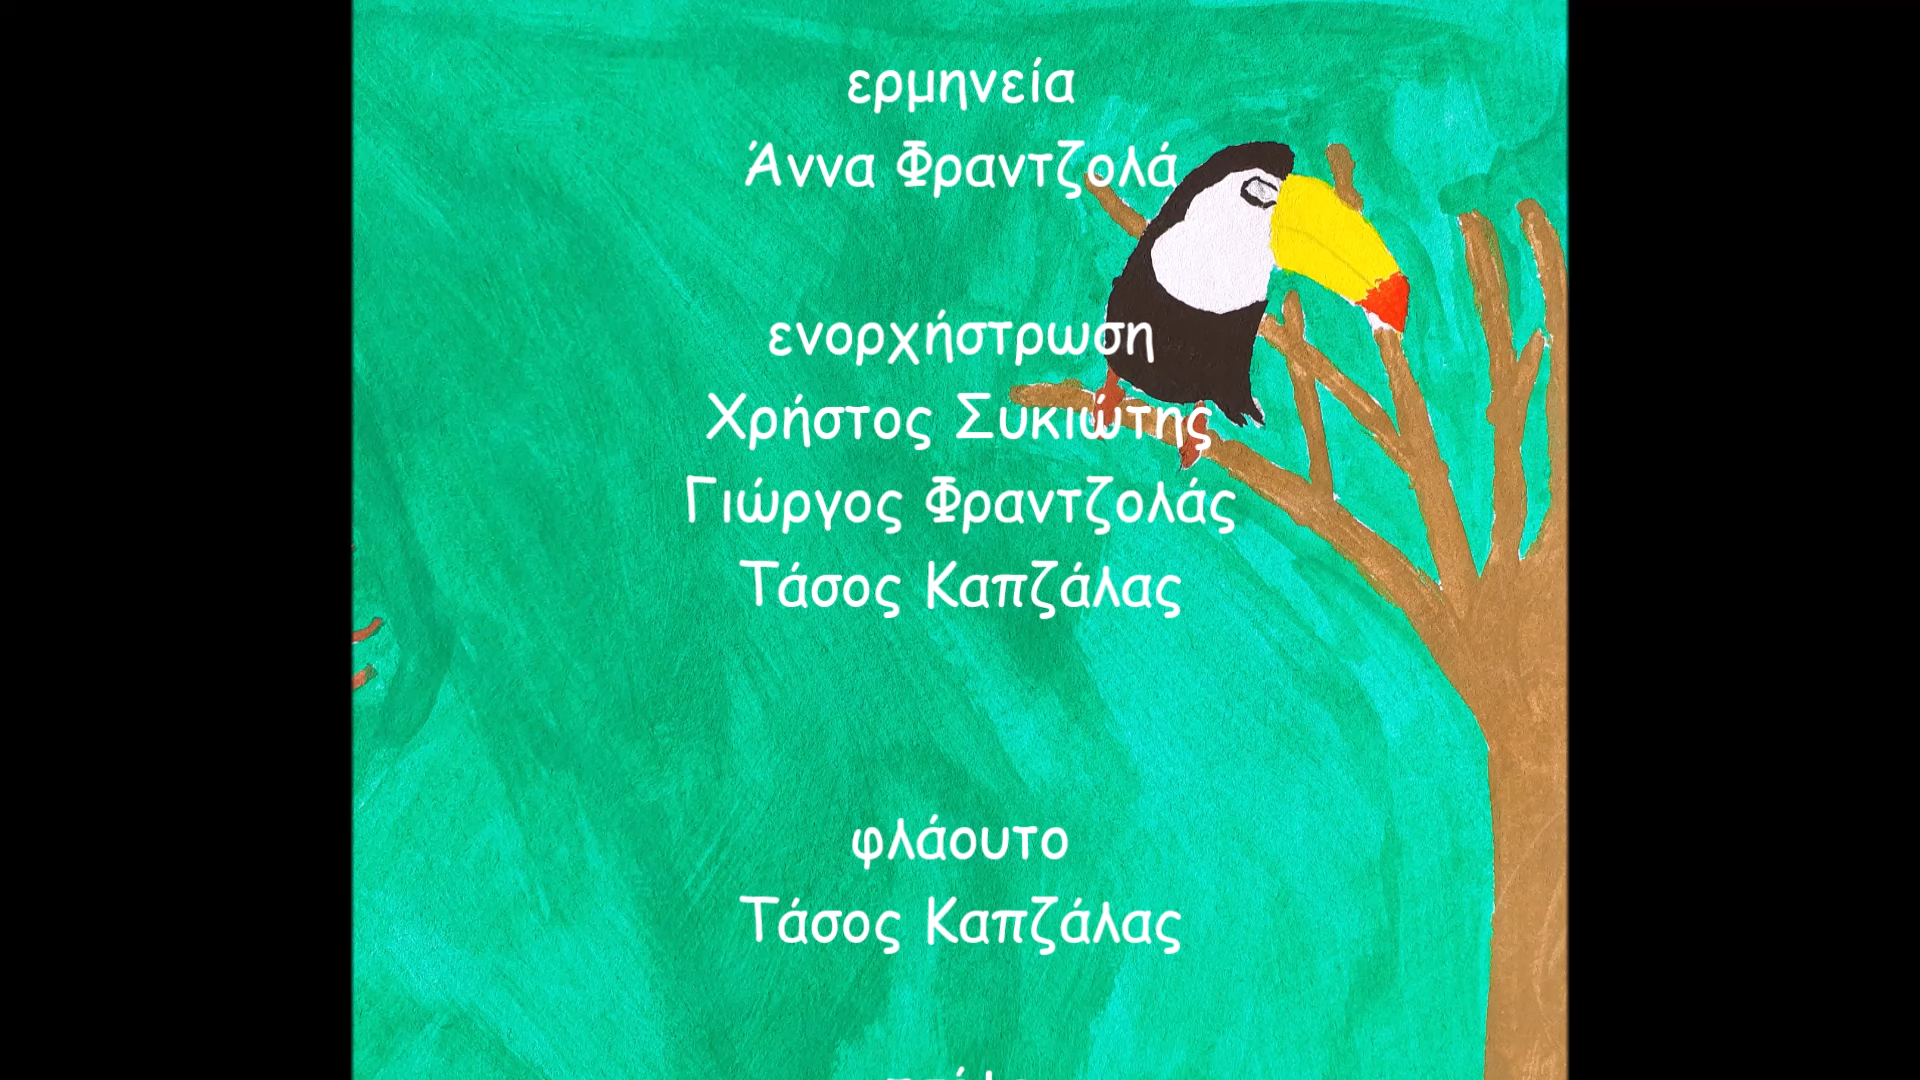 ερμηνεία
Άννα Φραντζολά
ενορχήστρωση
Χρήστος Συκιώτης
Γιώργος Φραντζολάς
Τάσος Καπζάλας
φλάουτο
Τάσος Καπζάλας